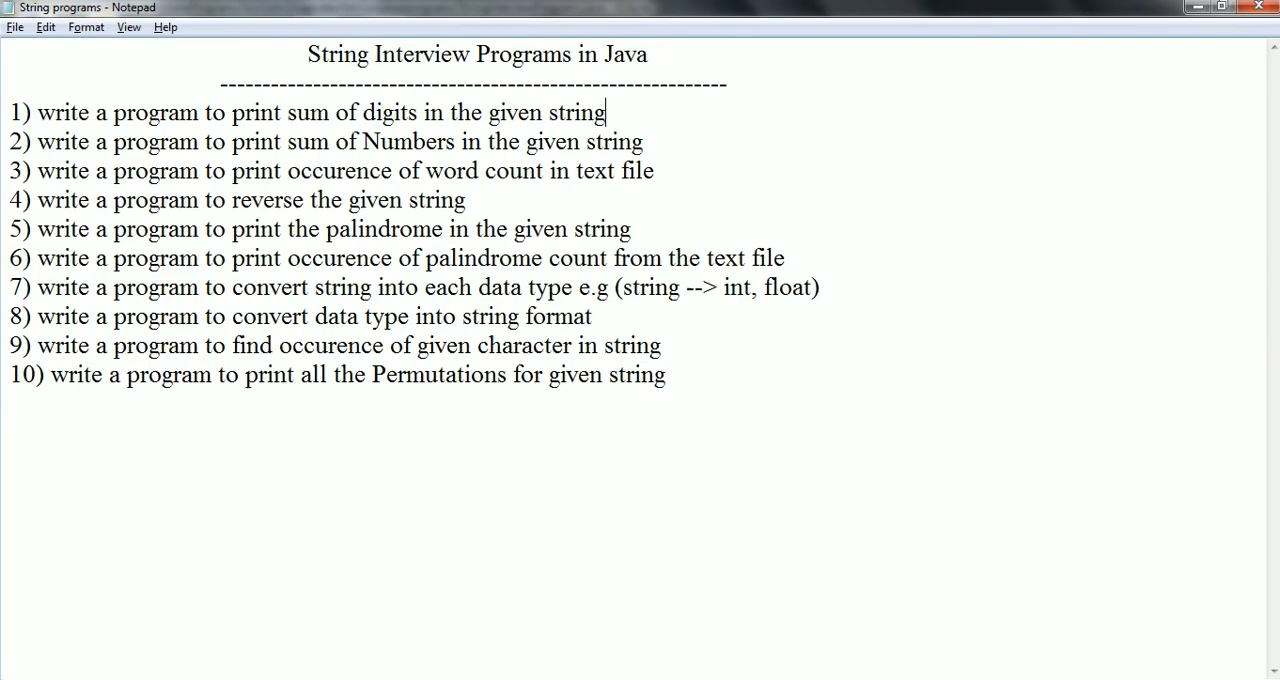 String programs - Notepad
File Edit Format View Help
String Interview Programs in Java
------------------------------------------------------------
1) write a program to print sum of digits in the given string
2) write a program to print sum of Numbers in the given string
3) write a program to print occurence of word count in text file
4) write a program to reverse the given string
5) write a program to print the palindrome in the given string
6) write a program to print occurence of palindrome count from the text file
7) write a program to convert string into each data type e.g (string --> int, float)
8) write a program to convert data type into string format
9) write a program to find occurence of given character in string
10) write a program to print all the Permutations for given string